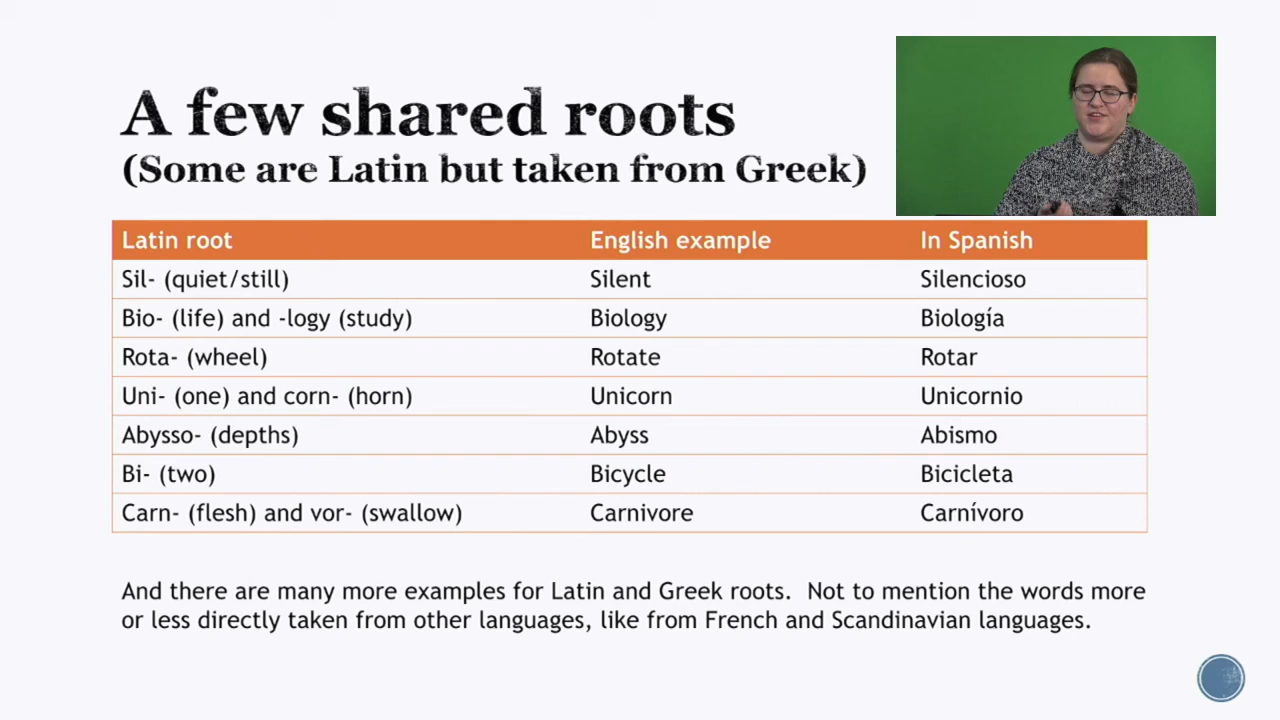 A few shared roots
(Some are Latin but taken from Greek)
Latin root English example In Spanish
Sil- (quiet/still) Silent Silencioso
Bio- (life) and -logy (study) Biology Biología
Rota- (wheel) Rotate Rotar
Uni- (one) and corn- (horn) Unicorn Unicornio
Abysso- (depths) Abyss Abismo
Bi- (two) Bicycle Bicicleta
Carn- (flesh) and vor- (swallow) Carnivore Carnívoro
And there are many more examples for Latin and Greek roots. Not to mention the words more
or less directly taken from other languages, like from French and Scandinavian languages.